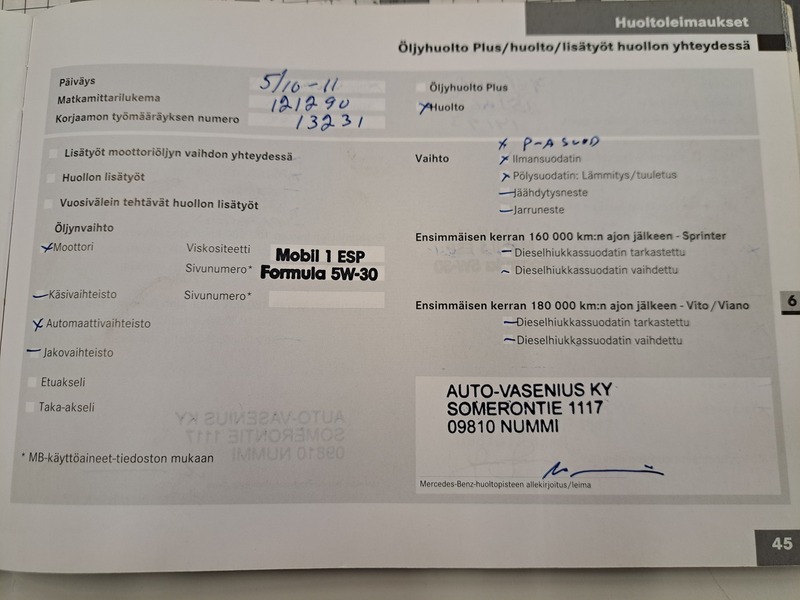 Huoltoleimaukset
Öljyhuolto Plus/huolto/lisätyöt huollon yhteydessä
Päiväys 5/10-11
Matkamittarilukema 121290
Korjaamon työmääräyksen numero 13231
Öljyhuolto Plus
x Huolto
Lisätyöt moottoriöljyn vaihdon yhteydessä
Huollon lisätyöt
Vuosivälein tehtävät huollon lisätyöt
Öljynvaihto
x Moottori Viskositeetti Mobil 1 ESP
Sivunumero* Formula 5W-30
– Käsivaihteisto Sivunumero*
x Automaattivaihteisto
– Jakovaihteisto
Etuakseli
Taka-akseli
* MB-käyttöaineet-tiedoston mukaan
x P-ASUOD
Vaihto x Ilmansuodatin
x Pölysuodatin: Lämmitys/tuuletus
– Jäähdytysneste
– Jarruneste
Ensimmäisen kerran 160 000 km:n ajon jälkeen - Sprinter
– Dieselhiukkassuodatin tarkastettu
– Dieselhiukkassuodatin vaihdettu
Ensimmäisen kerran 180 000 km:n ajon jälkeen - Vito/Viano
– Dieselhiukkassuodatin tarkastettu
– Dieselhiukkassuodatin vaihdettu
AUTO-VASENIUS KY
SOMERONTIE 1117
09810 NUMMI
Mercedes-Benz-huoltopisteen allekirjoitus/leima
6
45